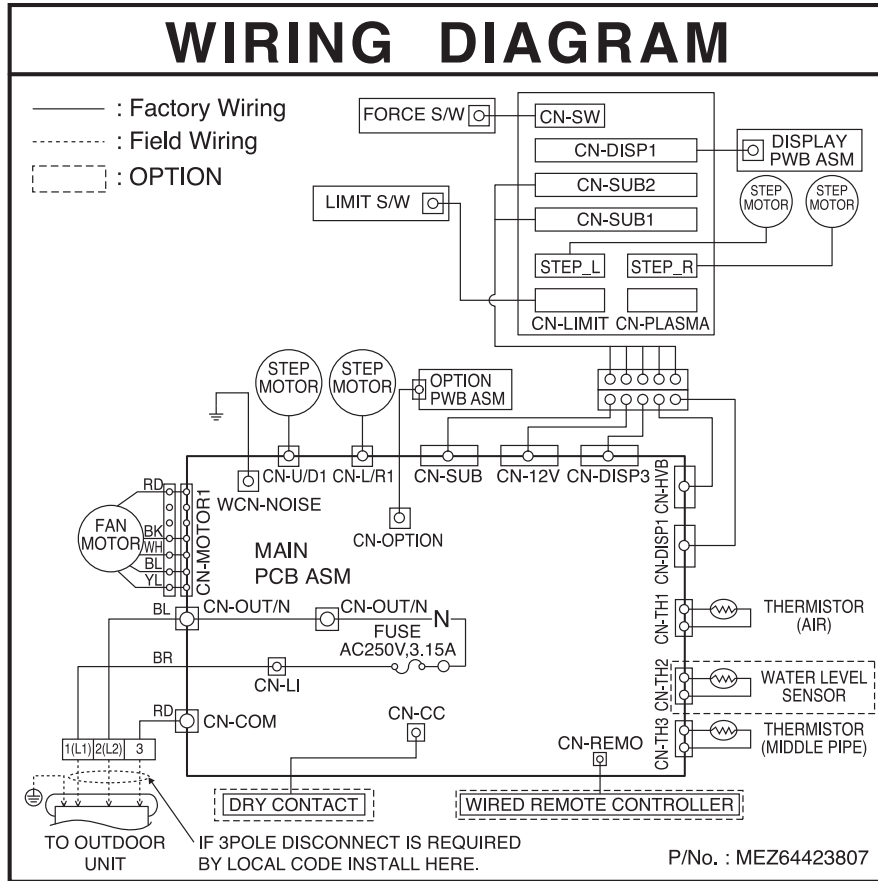 WIRING DIAGRAM
: Factory Wiring
: Field Wiring
: OPTION
FORCE S/W
CN-SW
CN-DISP1
DISPLAY
PWB ASM
CN-SUB2
LIMIT S/W
CN-SUB1
STEP
MOTOR
STEP
MOTOR
STEP_L
STEP_R
CN-LIMIT
CN-PLASMA
STEP
MOTOR
STEP
MOTOR
OPTION
PWB ASM
CN-U/D1
CN-L/R1
CN-SUB
CN-12V
CN-DISP3
CN-HVB
WCN-NOISE
CN-OPTION
CN-DISP1
RD
BK
WH
BL
YL
FAN
MOTOR
CN-MOTOR1
MAIN
PCB ASM
BL
CN-OUT/N
CN-OUT/N
N
FUSE
AC250V,3.15A
BR
CN-LI
CN-TH1
THERMISTOR
(AIR)
CN-TH2
WATER LEVEL
SENSOR
RD
CN-COM
CN-CC
CN-REMO
CN-TH3
THERMISTOR
(MIDDLE PIPE)
1(L1)
2(L2)
3
DRY CONTACT
WIRED REMOTE CONTROLLER
TO OUTDOOR
UNIT
IF 3POLE DISCONNECT IS REQUIRED
BY LOCAL CODE INSTALL HERE.
P/No. : MEZ64423807